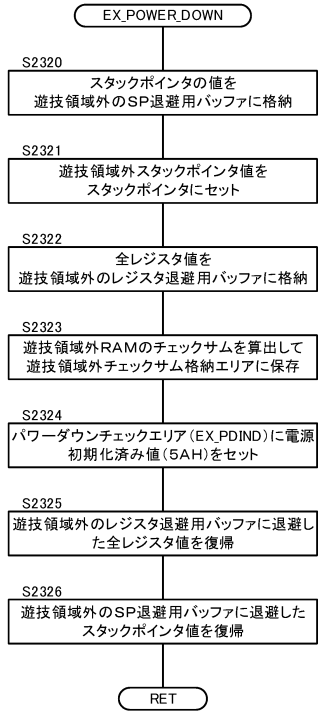 EX_POWER_DOWN
S2320
スタックポインタの値を
遊技領域外のSP退避用バッファに格納
S2321
遊技領域外スタックポインタ値を
スタックポインタにセット
S2322
全レジスタ値を
遊技領域外のレジスタ退避用バッファに格納
S2323
遊技領域外RAMのチェックサムを算出して
遊技領域外チェックサム格納エリアに保存
S2324
パワーダウンチェックエリア(EX_PDIND)に電源
初期化済み値(5AH)をセット
S2325
遊技領域外のレジスタ退避用バッファに退避し
た全レジスタ値を復帰
S2326
遊技領域外のSP退避用バッファに退避した
スタックポインタ値を復帰
RET